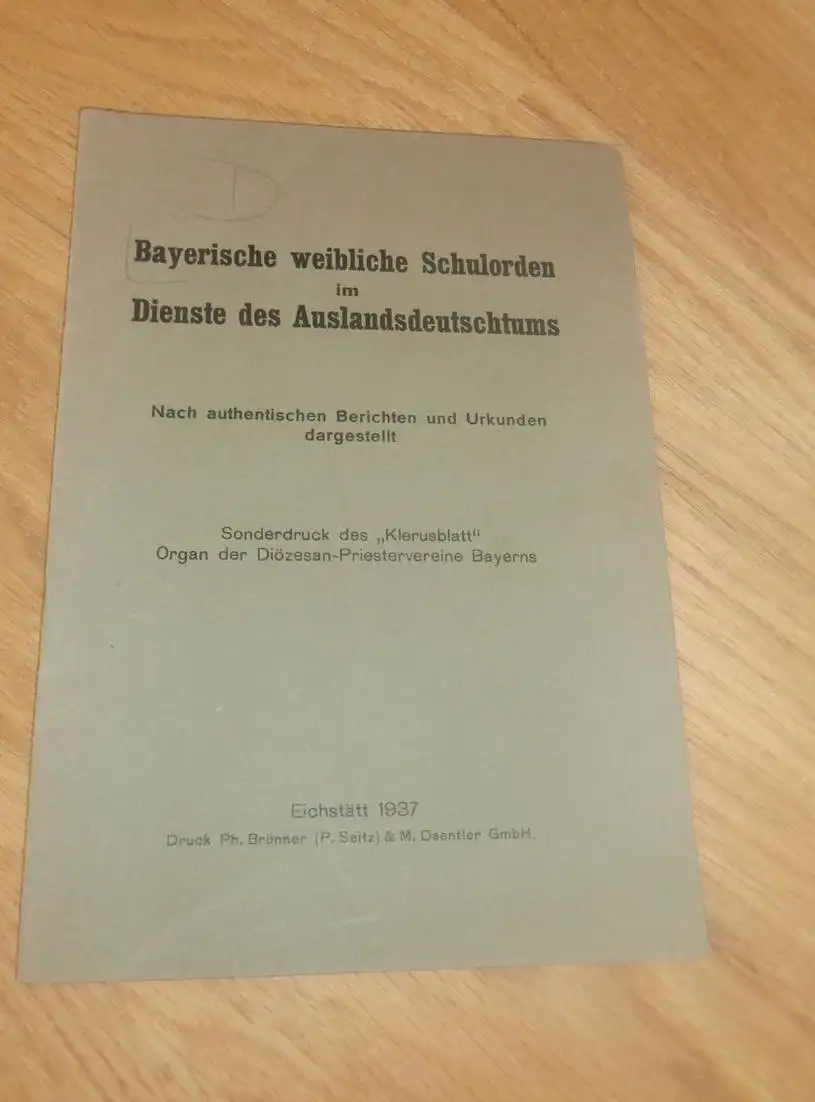 Bayerische weibliche Schulorden
im
Dienste des Auslandsdeutschtums
Nach authentischen Berichten und Urkunden
dargestellt
Sonderdruck des „Klerusblatt“
Organ der Diözesan-Priestervereine Bayerns
Eichstätt 1937
Druck Ph. Brönner (P. Seitz) & M. Daentler GmbH.